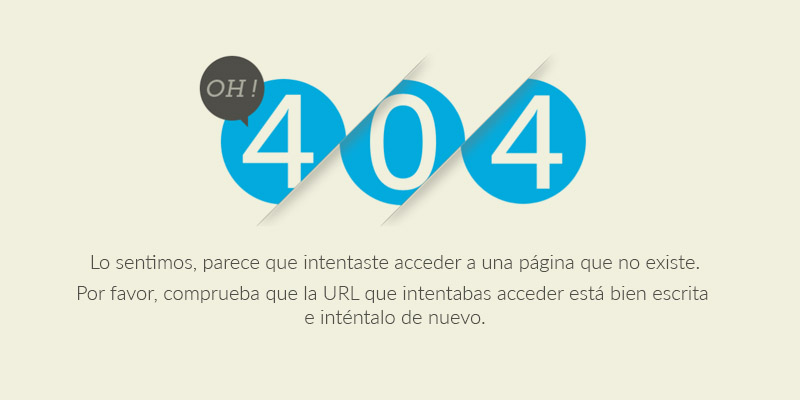 OH!
404
Lo sentimos, parece que intentaste acceder a una página que no existe.
Por favor, comprueba que la URL que intentabas acceder está bien escrita
e inténtalo de nuevo.